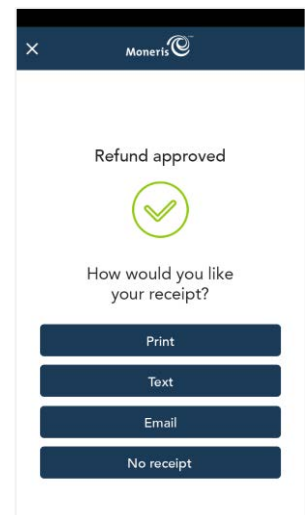 Moneris
Refund approved
How would you like
your receipt?
Print
Text
Email
No receipt